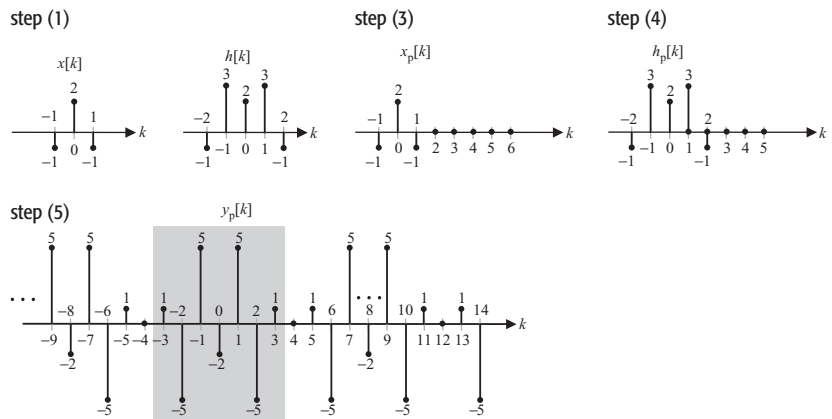 step (1)
step (3)
step (4)
x[k]
h[k]
xp[k]
hp[k]
3 3
3 3
2
2
2
2
−1 1
−2 2
−1 1
−2 2
k
k
k
k
0
−1 0 1
0 2 3 4 5 6
−1 0 1 3 4 5
−1 −1
−1 −1
−1 −1
−1 −1
step (5)
yp[k]
5 5 5 5 5 5
... −8 −6 1 1 −2 0 2 1 1 6 ... 8 10 1 1 14
−9 −7 −5 −4 −3 −1 1 3 4 5 7 9 11 12 13 k
−2 −2 −2
−5 −5 −5 −5 −5 −5